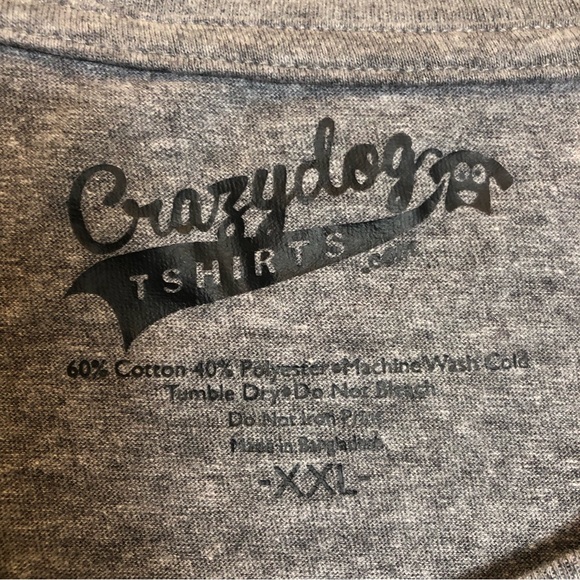 Crazydog
TSHIRTS.com
60% Cotton 40% Polyester•Machine Wash Cold
Tumble Dry•Do Not Bleach
Do Not Iron Print
Made in Bangladesh
-XXL-